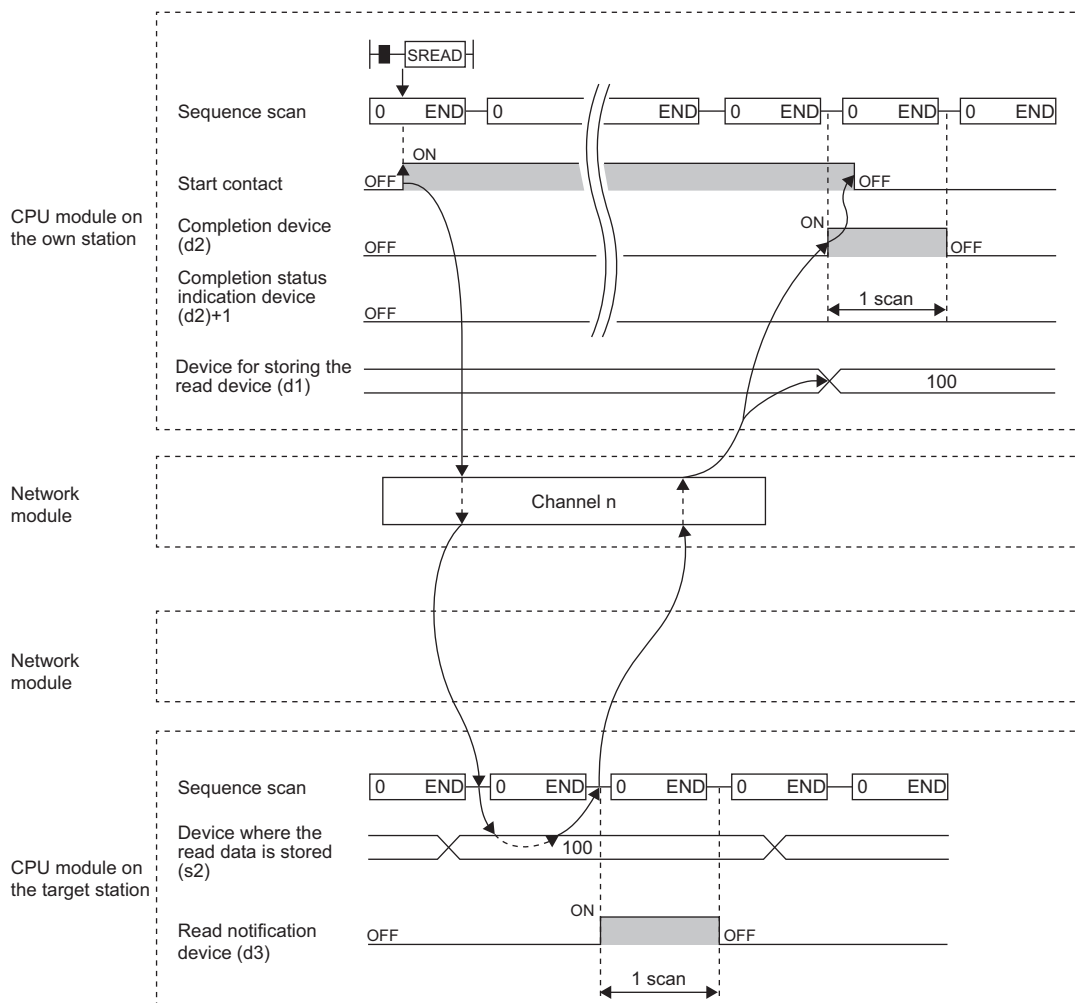 SREAD
Sequence scan
0 END 0 END 0 END 0 END 0 END
ON
Start contact
OFF
OFF
CPU module on
the own station
Completion device
(d2)
ON
OFF
OFF
Completion status
indication device
(d2)+1
1 scan
OFF
Device for storing the
read device (d1)
100
Network
module
Channel n
Network
module
Sequence scan
0 END 0 END 0 END 0 END 0 END
Device where the
read data is stored
(s2)
100
CPU module on
the target station
ON
Read notification
device (d3)
OFF
OFF
1 scan